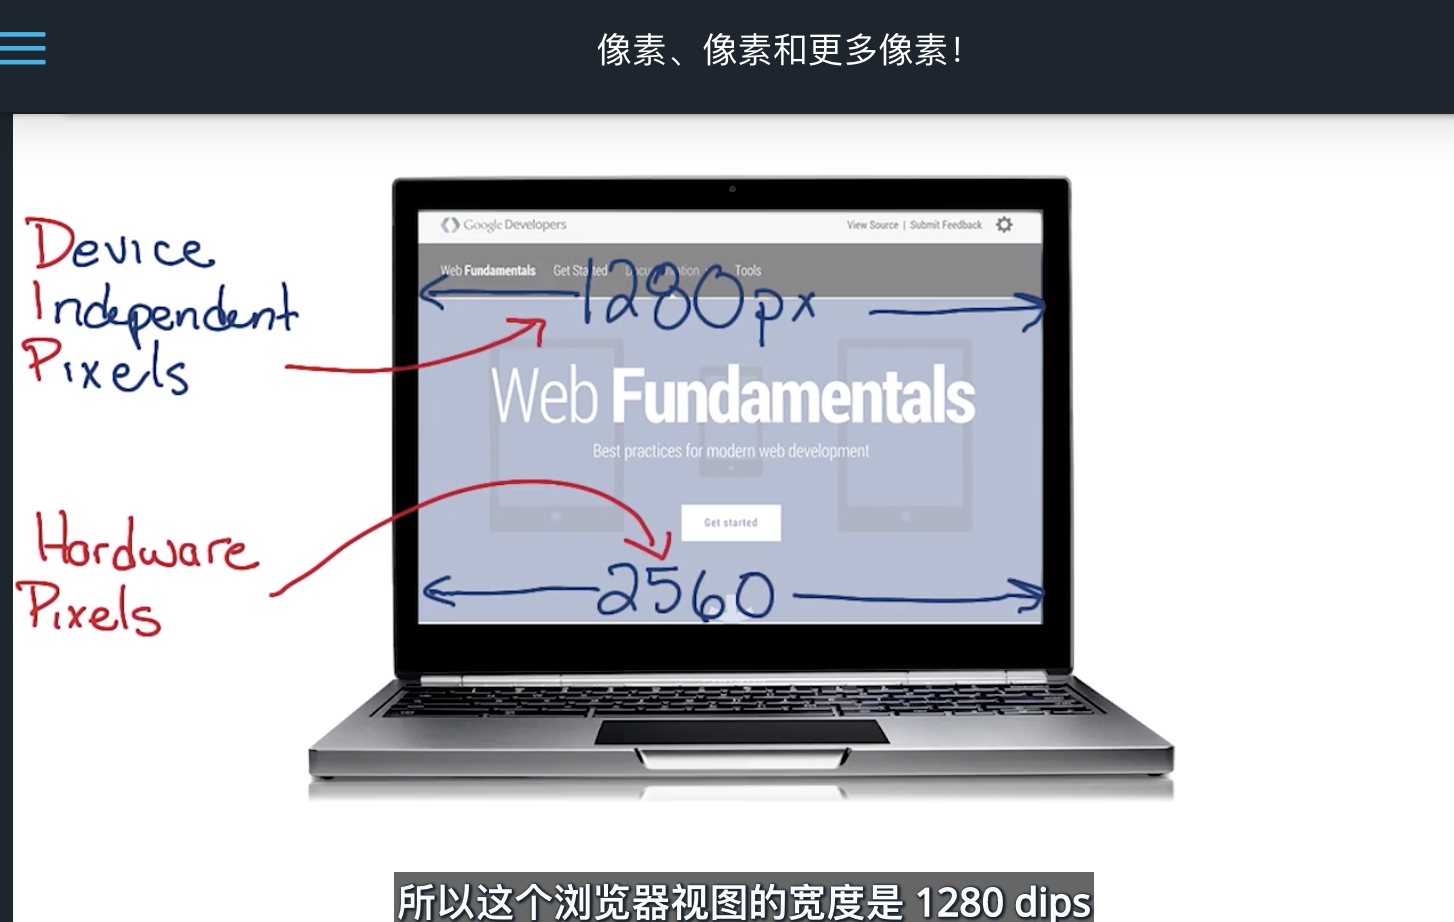 像素、像素和更多像素！
Google Developers
View Source | Submit Feedback
Web Fundamentals Get Started Tools
Device
Independent
Pixels
1280px
Web Fundamentals
Best practices for modern web development
Get started
Hardware
Pixels
2560
所以这个浏览器视图的宽度是 1280 dips